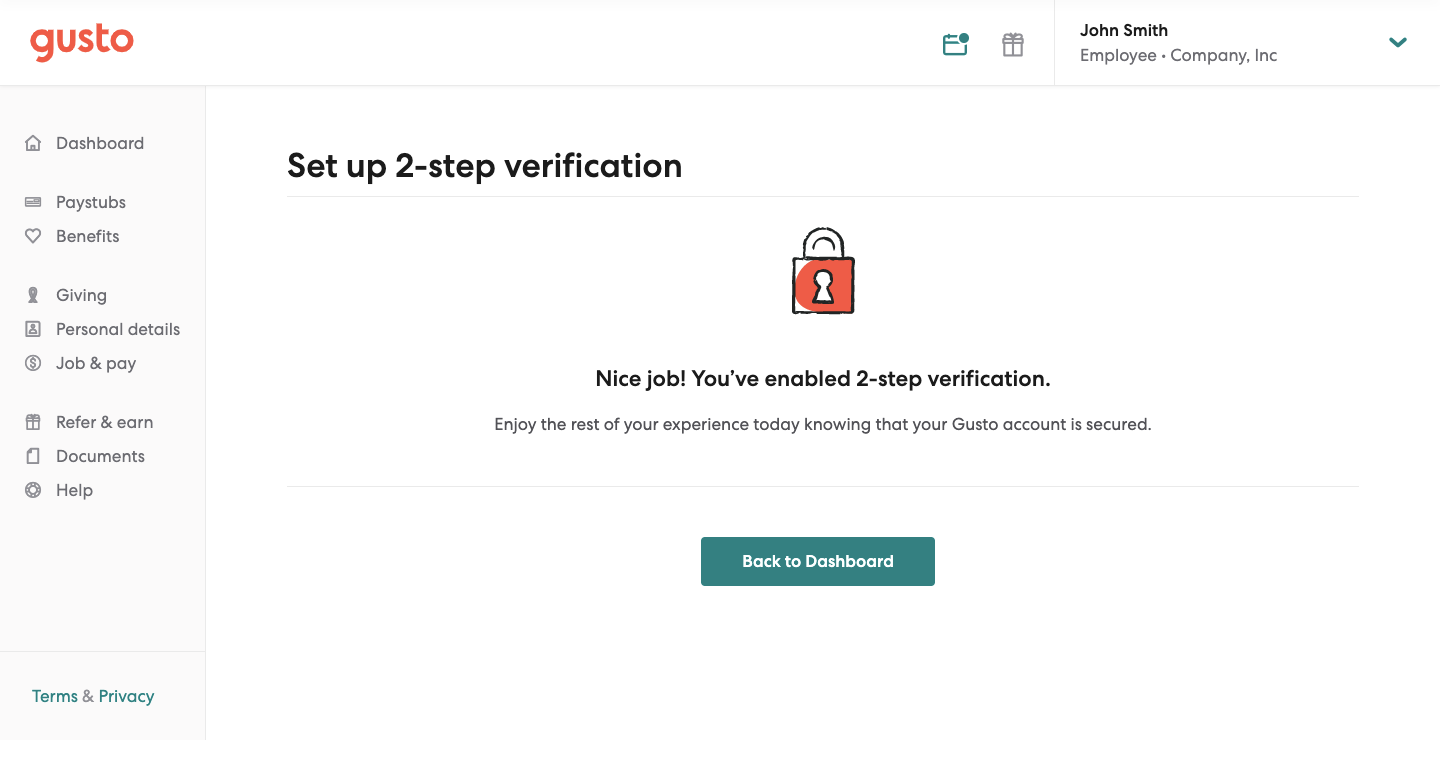 gusto
John Smith
Employee • Company, Inc
Dashboard
Paystubs
Benefits
Giving
Personal details
Job & pay
Refer & earn
Documents
Help
Terms & Privacy
Set up 2-step verification
Nice job! You’ve enabled 2-step verification.
Enjoy the rest of your experience today knowing that your Gusto account is secured.
Back to Dashboard